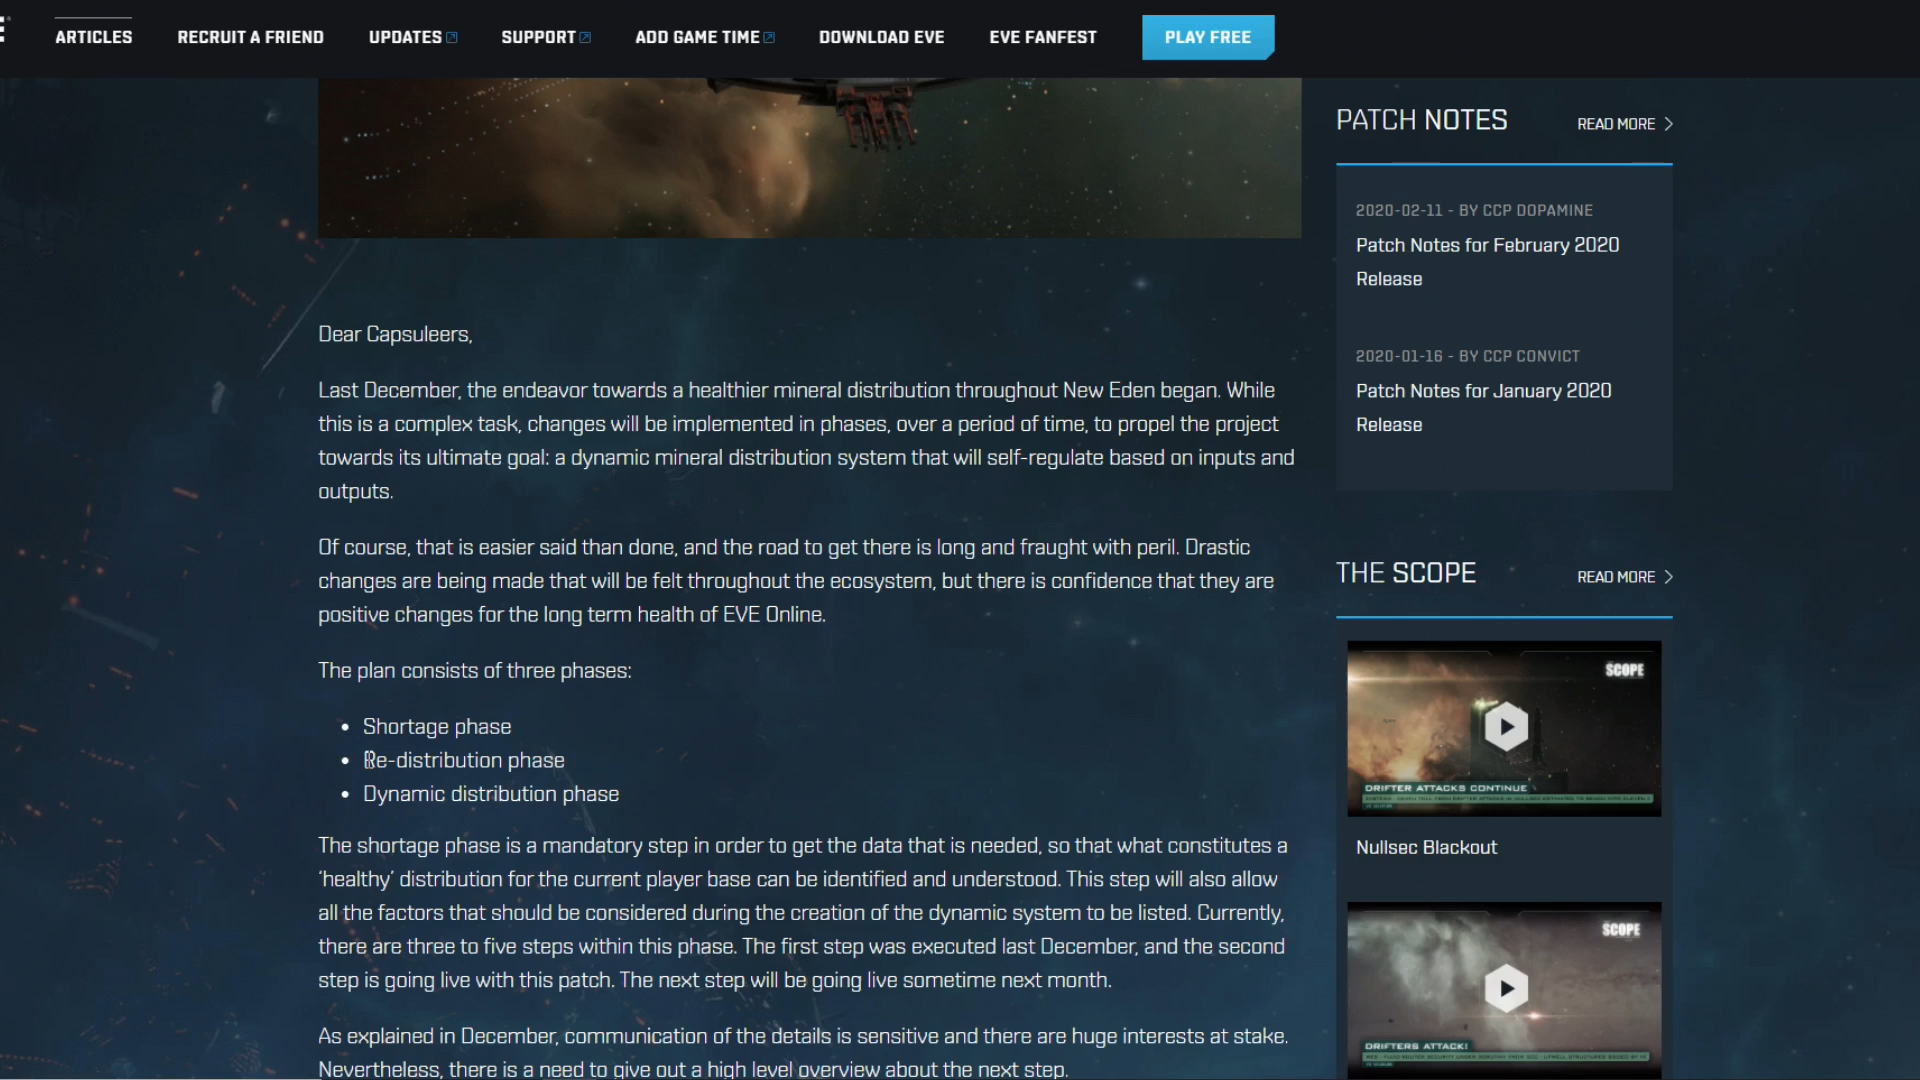 ARTICLES RECRUIT A FRIEND UPDATES SUPPORT ADD GAME TIME DOWNLOAD EVE EVE FANFEST PLAY FREE
Dear Capsuleers,
Last December, the endeavor towards a healthier mineral distribution throughout New Eden began. While
this is a complex task, changes will be implemented in phases, over a period of time, to propel the project
towards its ultimate goal: a dynamic mineral distribution system that will self-regulate based on inputs and
outputs.
Of course, that is easier said than done, and the road to get there is long and fraught with peril. Drastic
changes are being made that will be felt throughout the ecosystem, but there is confidence that they are
positive changes for the long term health of EVE Online.
The plan consists of three phases:
• Shortage phase
• Re-distribution phase
• Dynamic distribution phase
The shortage phase is a mandatory step in order to get the data that is needed, so that what constitutes a
‘healthy’ distribution for the current player base can be identified and understood. This step will also allow
all the factors that should be considered during the creation of the dynamic system to be listed. Currently,
there are three to five steps within this phase. The first step was executed last December, and the second
step is going live with this patch. The next step will be going live sometime next month.
As explained in December, communication of the details is sensitive and there are huge interests at stake.
Nevertheless, there is a need to give out a high level overview about the next step.
PATCH NOTES READ MORE
2020-02-11 - BY CCP DOPAMINE
Patch Notes for February 2020
Release
2020-01-16 - BY CCP CONVICT
Patch Notes for January 2020
Release
THE SCOPE READ MORE
SCOPE
DRIFTER ATTACKS CONTINUE
Nullsec Blackout
SCOPE
DRIFTERS ATTACK!